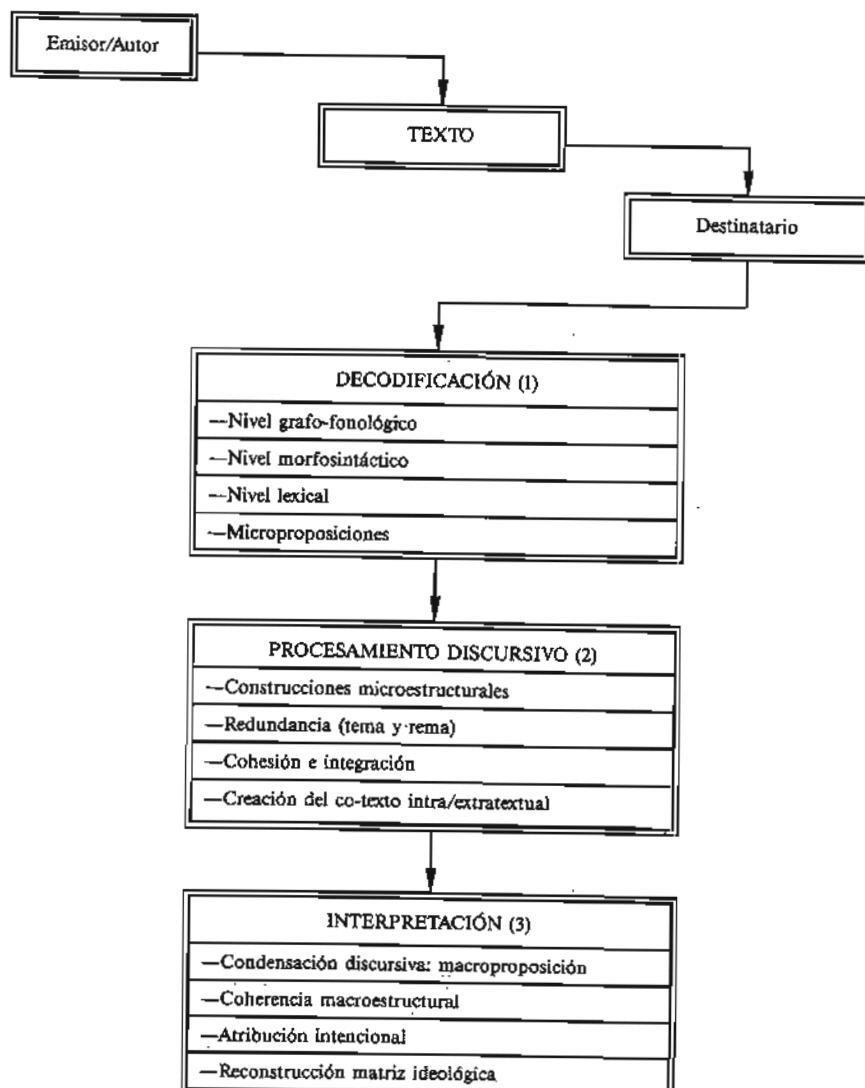 Emisor/Autor
TEXTO
Destinatario
DECODIFICACIÓN (1)
—Nivel grafo-fonológico
—Nivel morfosintáctico
—Nivel lexical
—Microproposiciones
PROCESAMIENTO DISCURSIVO (2)
—Construcciones microestructurales
—Redundancia (tema y rema)
—Cohesión e integración
—Creación del co-texto intra/extratextual
INTERPRETACIÓN (3)
—Condensación discursiva: macroproposición
—Coherencia macroestructural
—Atribución intencional
—Reconstrucción matriz ideológica